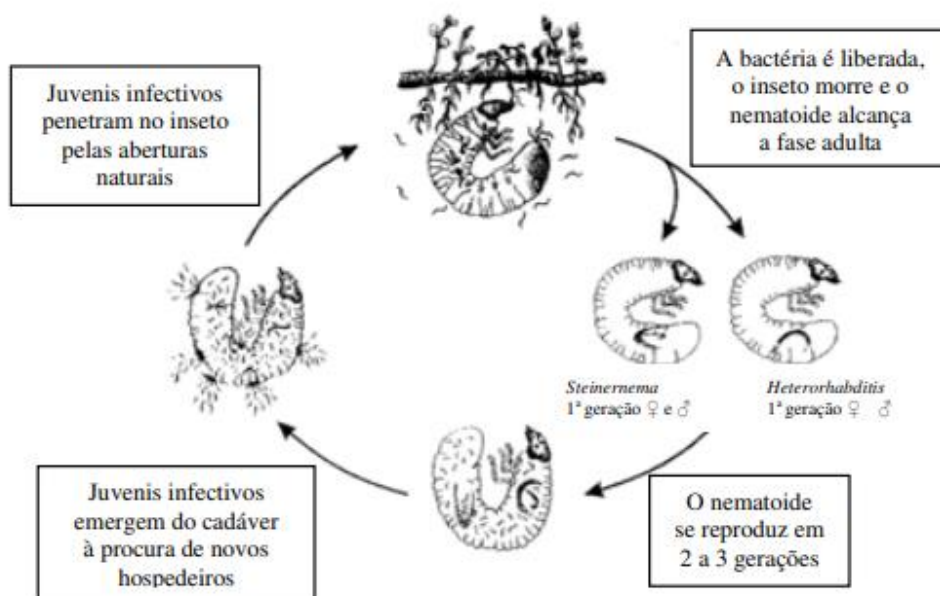 Juvenis infectivos
penetram no inseto
pelas aberturas
naturais
A bactéria é liberada,
o inseto morre e o
nematoide alcança
a fase adulta
Steinernema
1ª geração ♀ e ♂
Heterorhabditis
1ª geração ♀ ♂
O nematoide
se reproduz em
2 a 3 gerações
Juvenis infectivos
emergem do cadáver
à procura de novos
hospedeiros